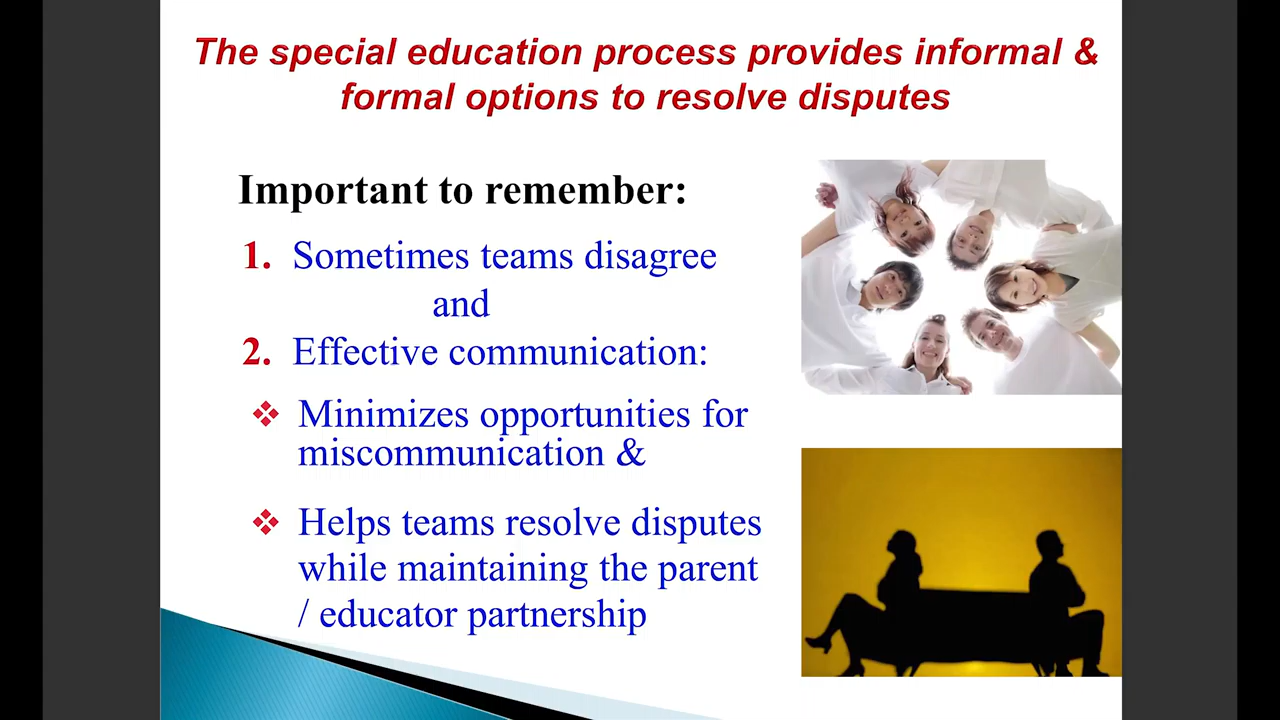 The special education process provides informal &
formal options to resolve disputes
Important to remember:
1. Sometimes teams disagree
and
2. Effective communication:
❖ Minimizes opportunities for
miscommunication &
❖ Helps teams resolve disputes
while maintaining the parent
/ educator partnership